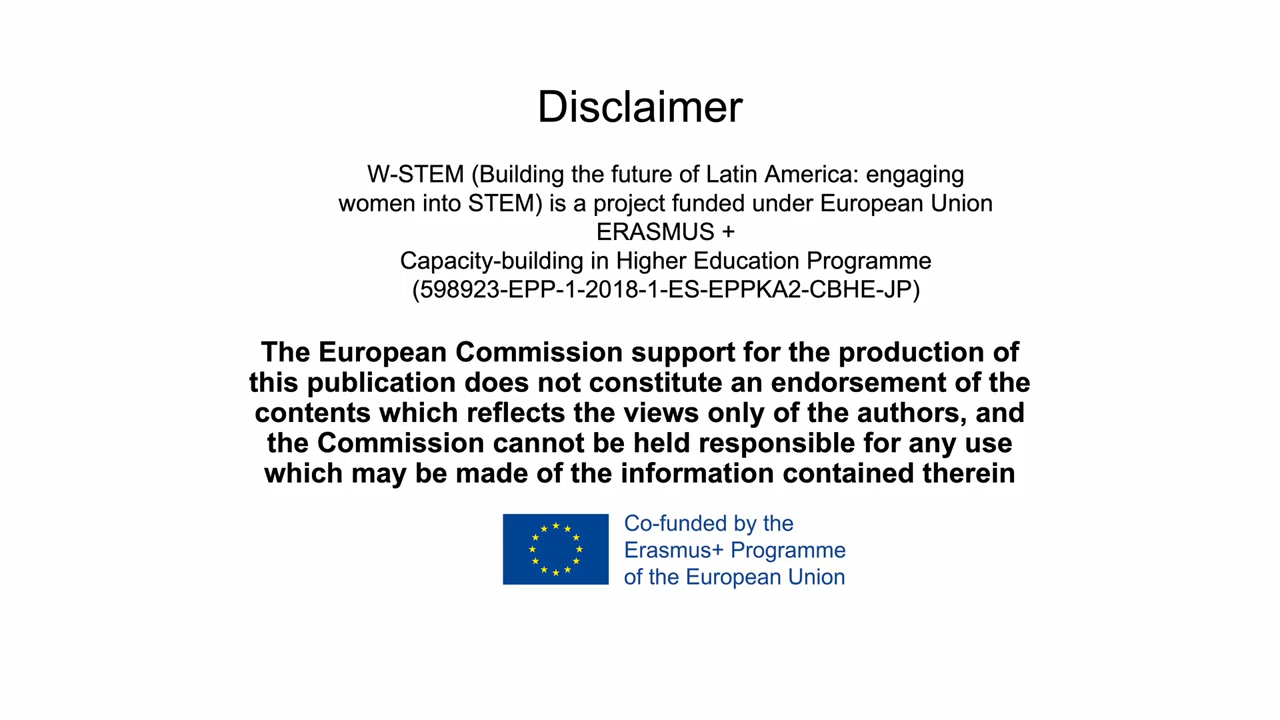 Disclaimer
W-STEM (Building the future of Latin America: engaging
women into STEM) is a project funded under European Union
ERASMUS +
Capacity-building in Higher Education Programme
(598923-EPP-1-2018-1-ES-EPPKA2-CBHE-JP)
The European Commission support for the production of
this publication does not constitute an endorsement of the
contents which reflects the views only of the authors, and
the Commission cannot be held responsible for any use
which may be made of the information contained therein
Co-funded by the
Erasmus+ Programme
of the European Union